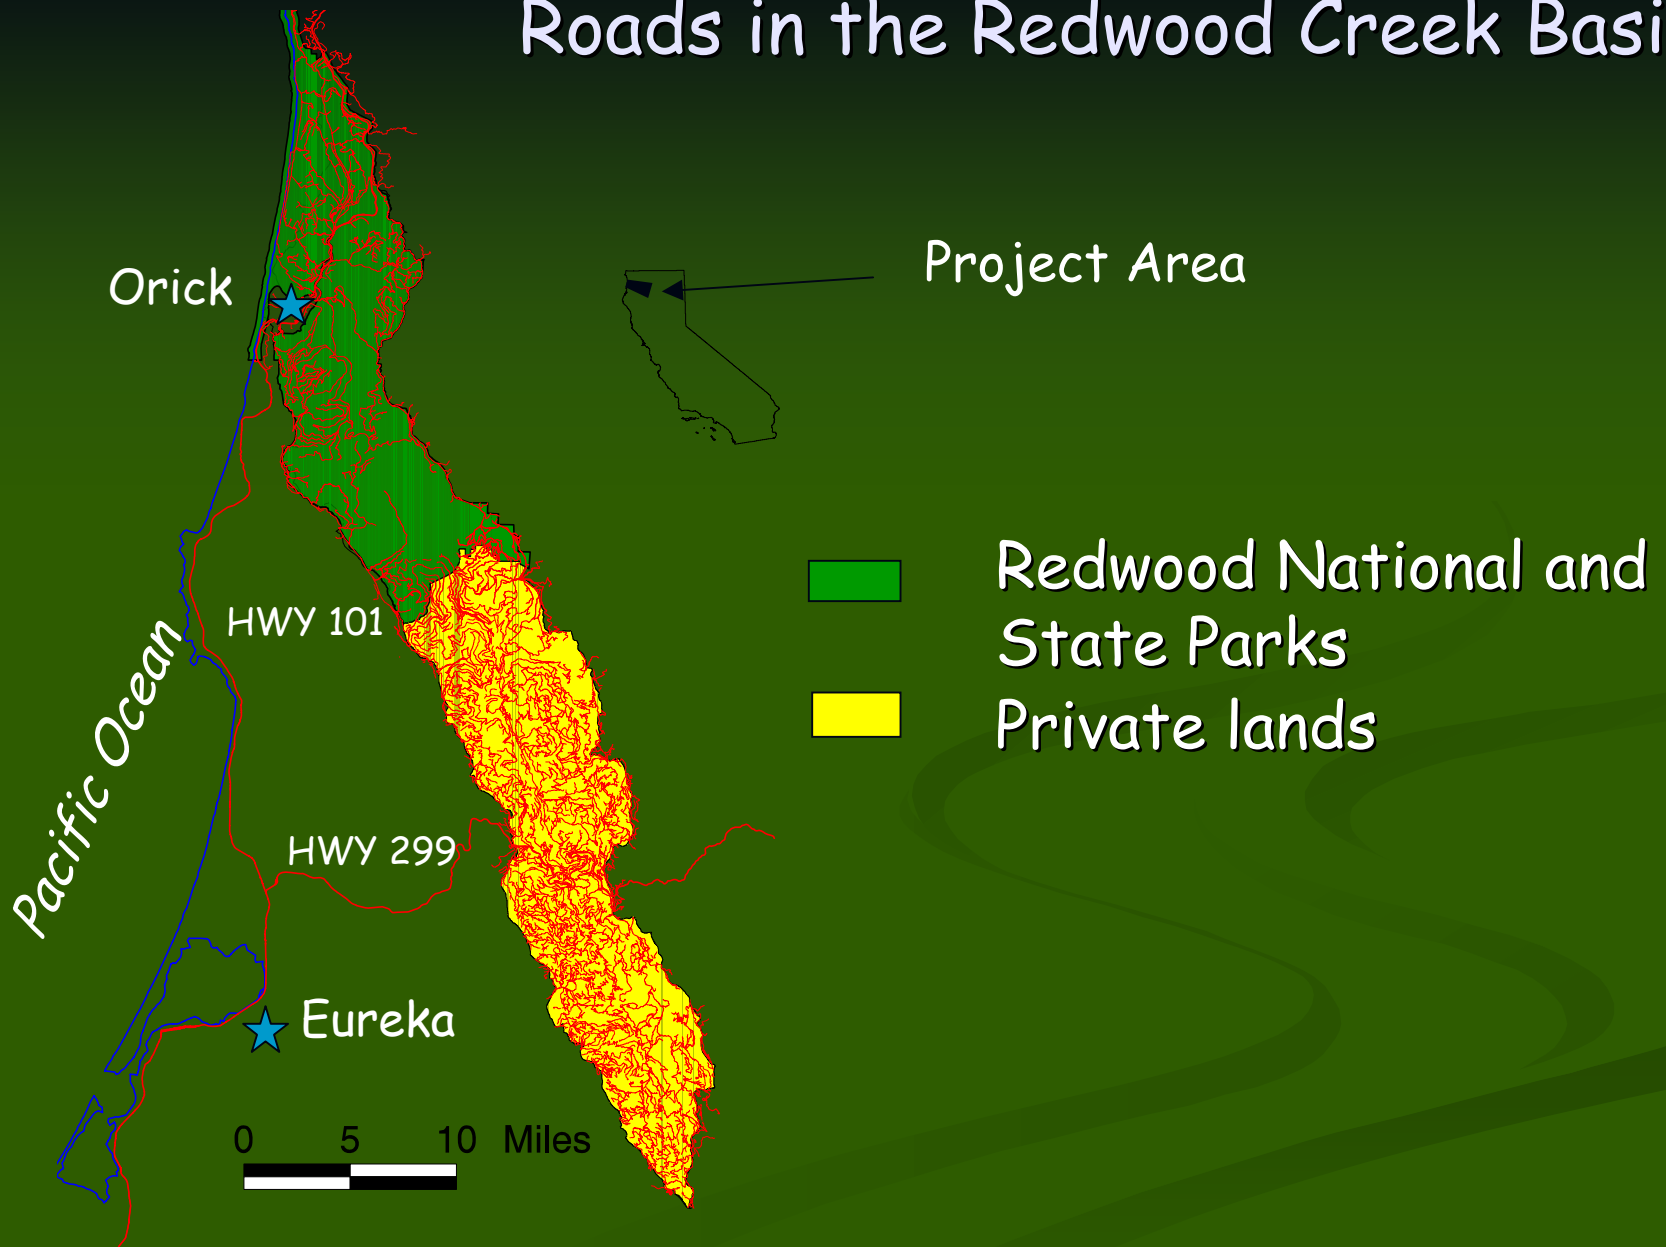 Roads in the Redwood Creek Basi
Project Area
Orick
Redwood National and
State Parks
HWY 101
Pacific Ocean
Private lands
HWY 299
Eureka
0 5 10 Miles